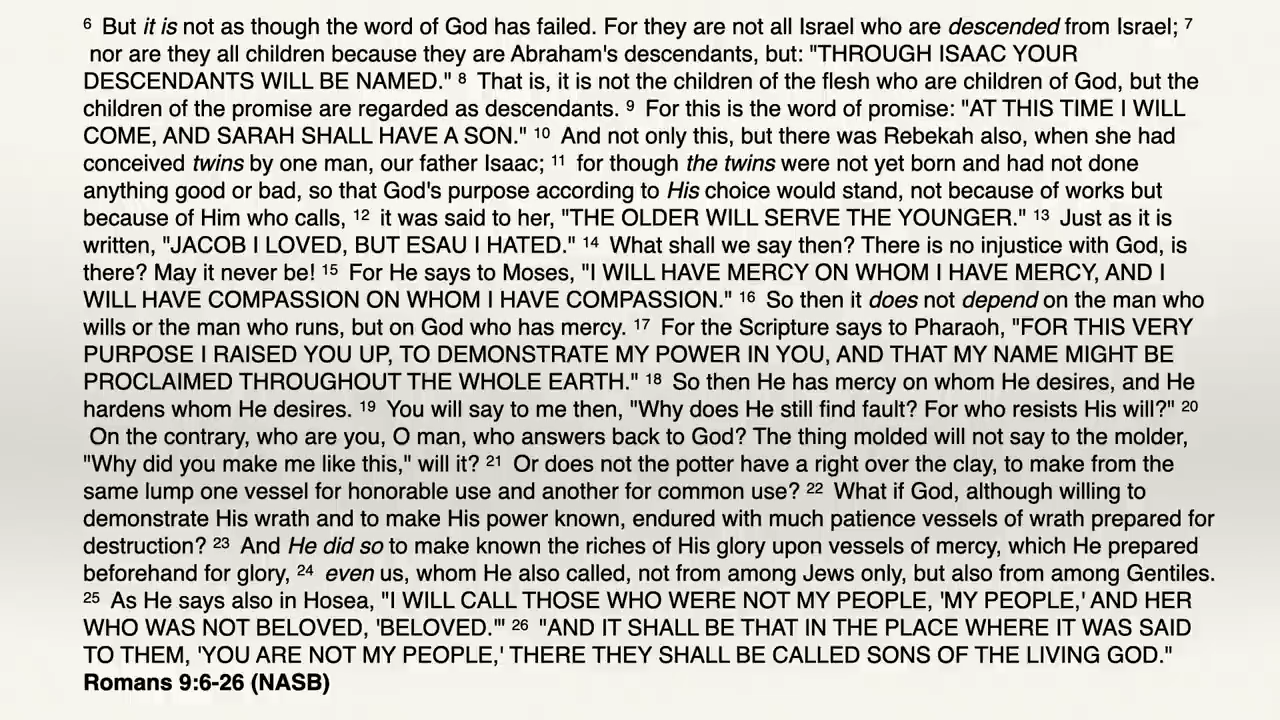 6 But it is not as though the word of God has failed. For they are not all Israel who are descended from Israel; 7
nor are they all children because they are Abraham's descendants, but: "THROUGH ISAAC YOUR
DESCENDANTS WILL BE NAMED." 8 That is, it is not the children of the flesh who are children of God, but the
children of the promise are regarded as descendants. 9 For this is the word of promise: "AT THIS TIME I WILL
COME, AND SARAH SHALL HAVE A SON." 10 And not only this, but there was Rebekah also, when she had
conceived twins by one man, our father Isaac; 11 for though the twins were not yet born and had not done
anything good or bad, so that God's purpose according to His choice would stand, not because of works but
because of Him who calls, 12 it was said to her, "THE OLDER WILL SERVE THE YOUNGER." 13 Just as it is
written, "JACOB I LOVED, BUT ESAU I HATED." 14 What shall we say then? There is no injustice with God, is
there? May it never be! 15 For He says to Moses, "I WILL HAVE MERCY ON WHOM I HAVE MERCY, AND I
WILL HAVE COMPASSION ON WHOM I HAVE COMPASSION." 16 So then it does not depend on the man who
wills or the man who runs, but on God who has mercy. 17 For the Scripture says to Pharaoh, "FOR THIS VERY
PURPOSE I RAISED YOU UP, TO DEMONSTRATE MY POWER IN YOU, AND THAT MY NAME MIGHT BE
PROCLAIMED THROUGHOUT THE WHOLE EARTH." 18 So then He has mercy on whom He desires, and He
hardens whom He desires. 19 You will say to me then, "Why does He still find fault? For who resists His will?" 20
On the contrary, who are you, O man, who answers back to God? The thing molded will not say to the molder,
"Why did you make me like this," will it? 21 Or does not the potter have a right over the clay, to make from the
same lump one vessel for honorable use and another for common use? 22 What if God, although willing to
demonstrate His wrath and to make His power known, endured with much patience vessels of wrath prepared for
destruction? 23 And He did so to make known the riches of His glory upon vessels of mercy, which He prepared
beforehand for glory, 24 even us, whom He also called, not from among Jews only, but also from among Gentiles.
25 As He says also in Hosea, "I WILL CALL THOSE WHO WERE NOT MY PEOPLE, 'MY PEOPLE,' AND HER
WHO WAS NOT BELOVED, 'BELOVED.'" 26 "AND IT SHALL BE THAT IN THE PLACE WHERE IT WAS SAID
TO THEM, 'YOU ARE NOT MY PEOPLE,' THERE THEY SHALL BE CALLED SONS OF THE LIVING GOD."
Romans 9:6-26 (NASB)